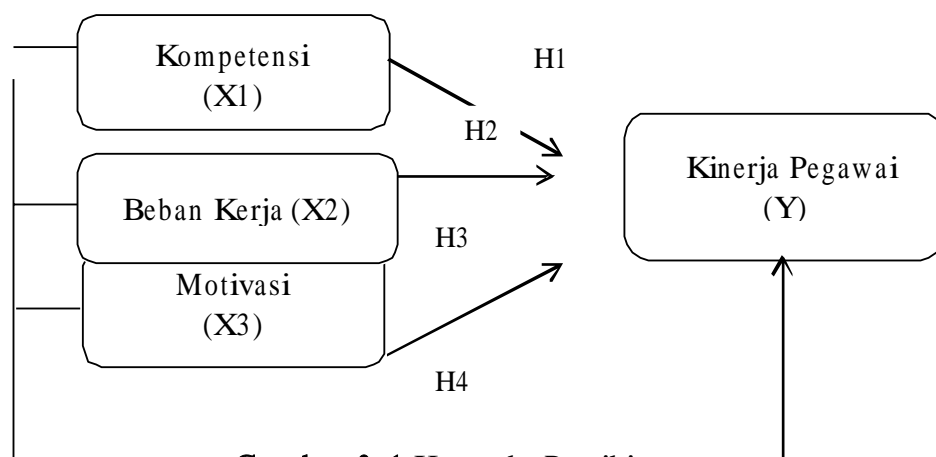 Kompetensi
(X1)
H1
H2
Kinerja Pegawai
(Y)
Beban Kerja (X2)
H3
Motivasi
(X3)
H4